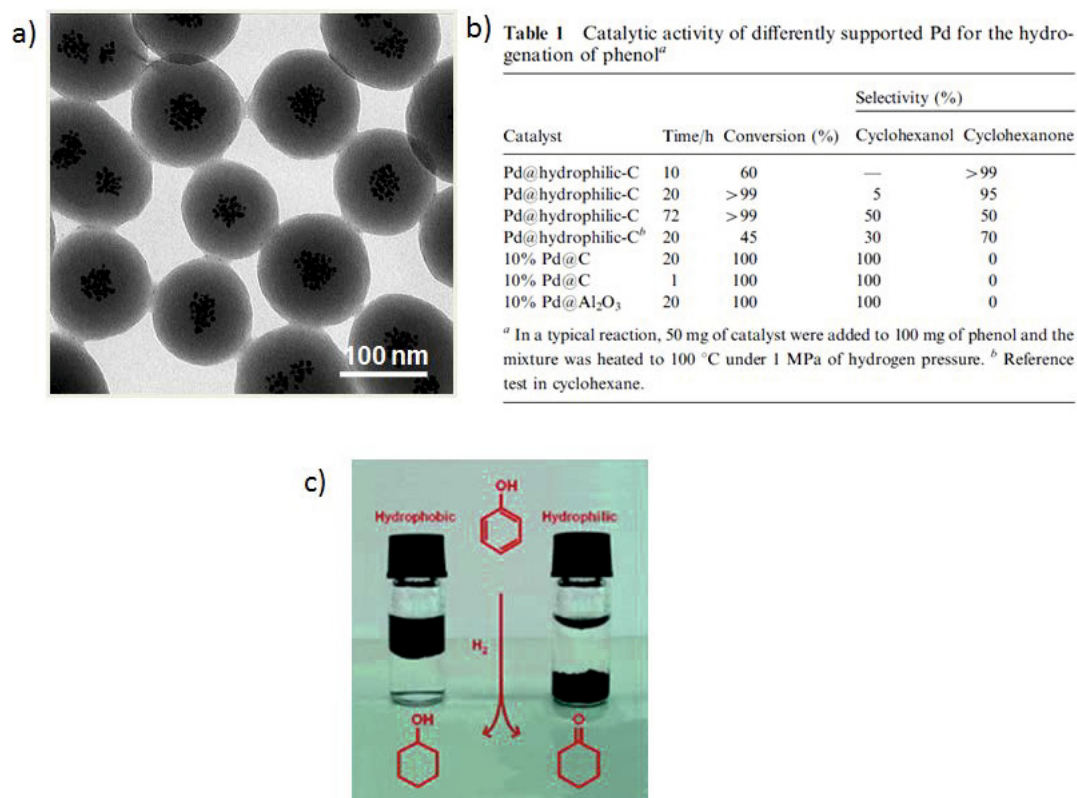 a)
100 nm
b)
Table 1 Catalytic activity of differently supported Pd for the hydro-
genation of phenolᵃ
Selectivity (%)
Catalyst Time/h Conversion (%) Cyclohexanol Cyclohexanone
Pd@hydrophilic-C 10 60 — >99
Pd@hydrophilic-C 20 >99 5 95
Pd@hydrophilic-C 72 >99 50 50
Pd@hydrophilic-Cᵇ 20 45 30 70
10% Pd@C 20 100 100 0
10% Pd@C 1 100 100 0
10% Pd@Al₂O₃ 20 100 100 0
ᵃ In a typical reaction, 50 mg of catalyst were added to 100 mg of phenol and the
mixture was heated to 100 °C under 1 MPa of hydrogen pressure. ᵇ Reference
test in cyclohexane.
c)
OH
Hydrophobic Hydrophilic
H₂
OH O